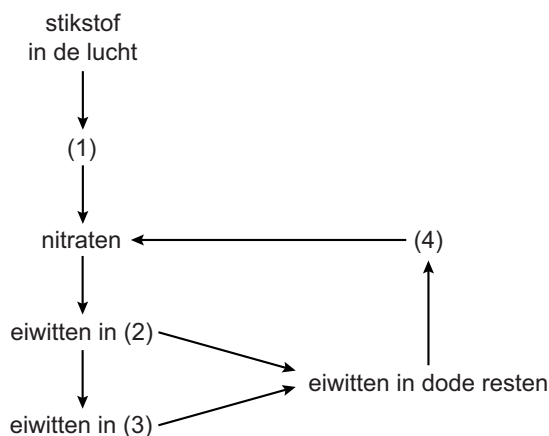 stikstof
in de lucht
(1)
nitraten
(4)
eiwitten in (2)
eiwitten in dode resten
eiwitten in (3)